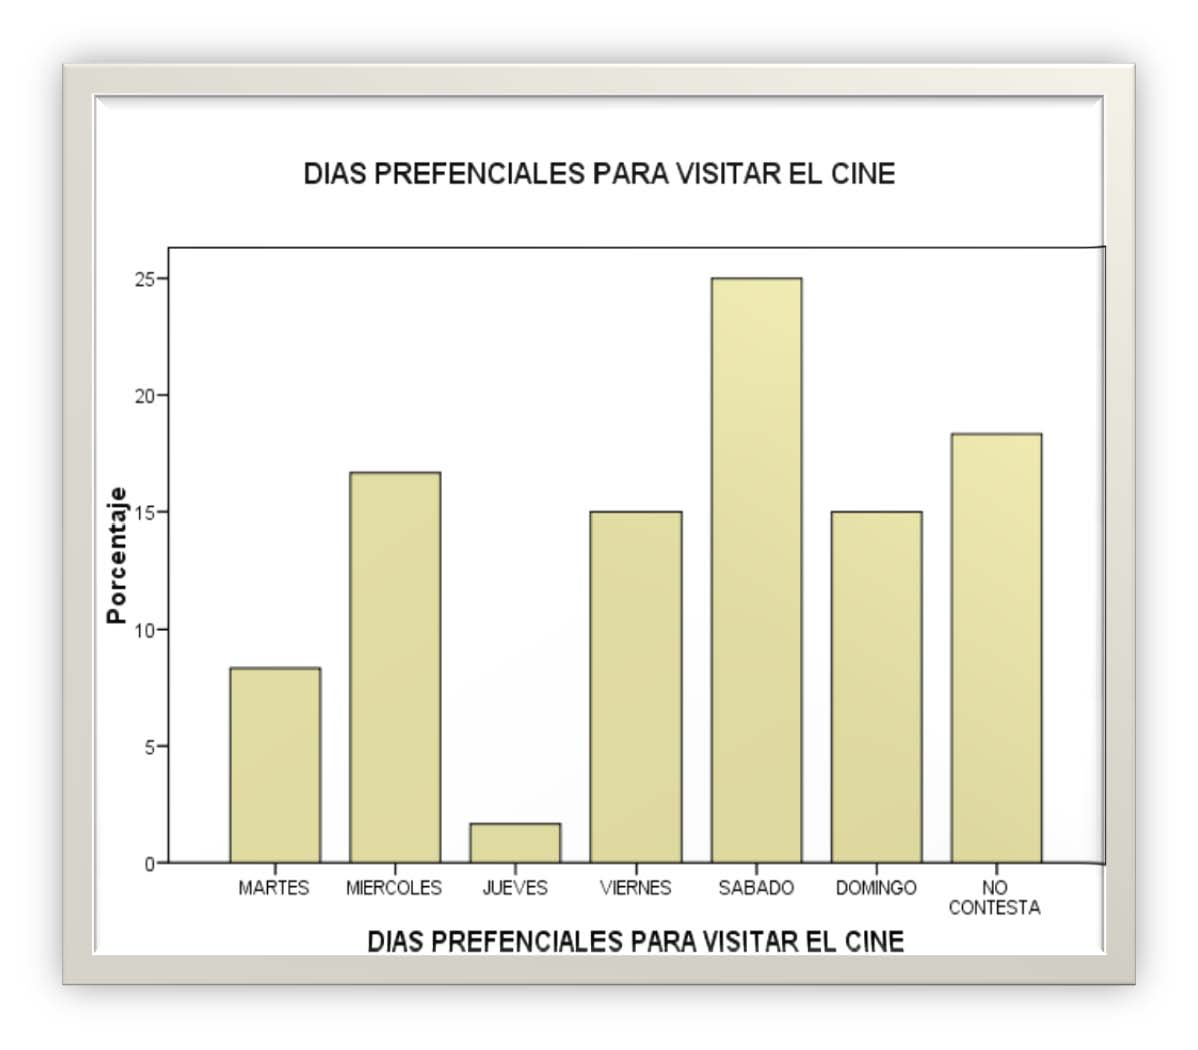 DIAS PREFENCIALES PARA VISITAR EL CINE
Porcentaje
25
20
15
10
5
0
MARTES MIERCOLES JUEVES VIERNES SABADO DOMINGO NO CONTESTA
DIAS PREFENCIALES PARA VISITAR EL CINE